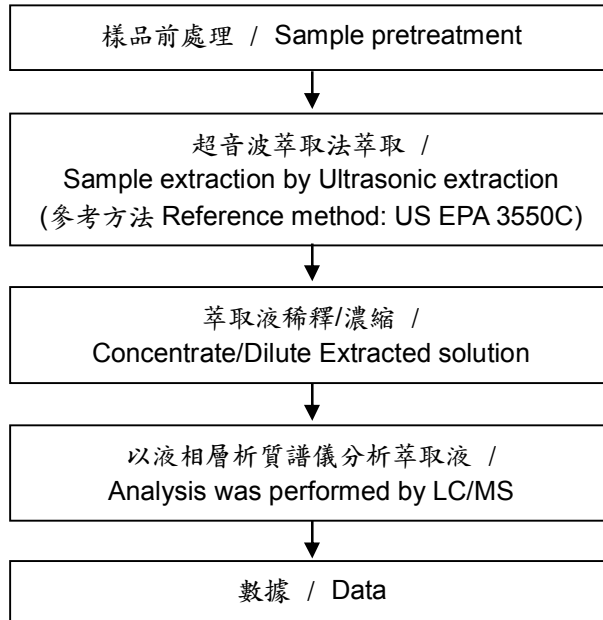 樣品前處理 / Sample pretreatment
超音波萃取法萃取 /
Sample extraction by Ultrasonic extraction
(參考方法 Reference method: US EPA 3550C)
萃取液稀釋/濃縮 /
Concentrate/Dilute Extracted solution
以液相層析質譜儀分析萃取液 /
Analysis was performed by LC/MS
數據 / Data